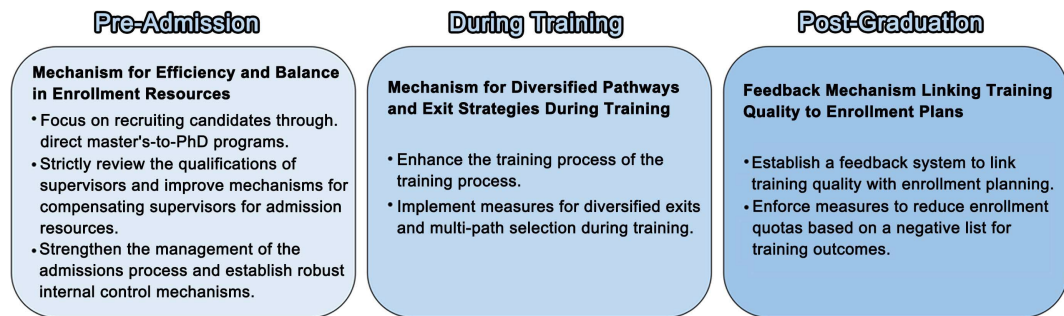 Pre-Admission
Mechanism for Efficiency and Balance
in Enrollment Resources
• Focus on recruiting candidates through.
direct master's-to-PhD programs.
• Strictly review the qualifications of
supervisors and improve mechanisms for
compensating supervisors for admission
resources.
• Strengthen the management of the
admissions process and establish robust
internal control mechanisms.
During Training
Mechanism for Diversified Pathways
and Exit Strategies During Training
• Enhance the training process of the
training process.
• Implement measures for diversified exits
and multi-path selection during training.
Post-Graduation
Feedback Mechanism Linking Training
Quality to Enrollment Plans
• Establish a feedback system to link
training quality with enrollment planning.
• Enforce measures to reduce enrollment
quotas based on a negative list for
training outcomes.